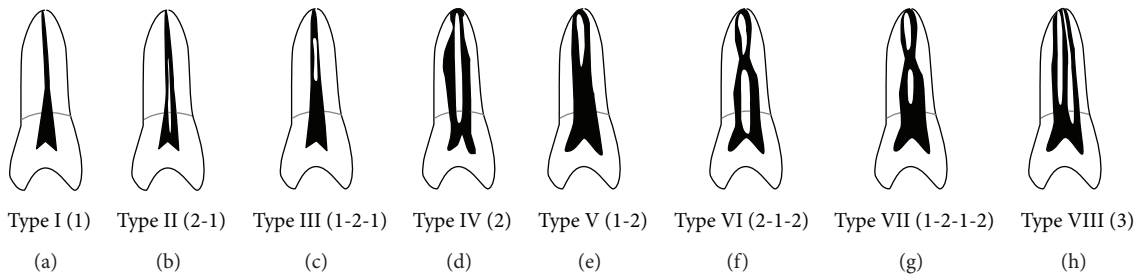 Type I (1) Type II (2-1) Type III (1-2-1) Type IV (2) Type V (1-2) Type VI (2-1-2) Type VII (1-2-1-2) Type VIII (3)
(a) (b) (c) (d) (e) (f) (g) (h)